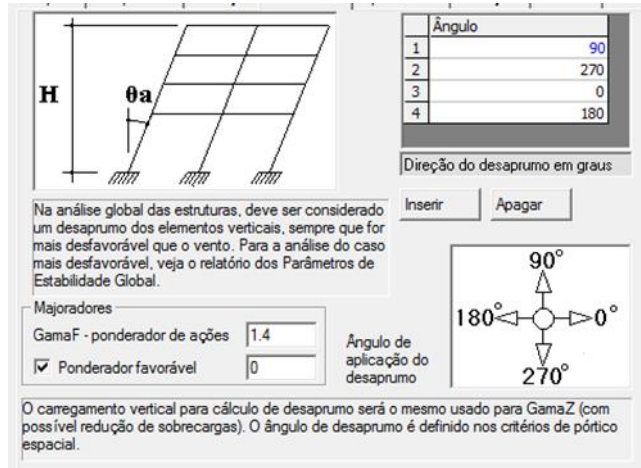 H
θa
Ângulo
1 90
2 270
3 0
4 180
Direção do desaprumo em graus
Inserir Apagar
Na análise global das estruturas, deve ser considerado
um desaprumo dos elementos verticais, sempre que for
mais desfavorável que o vento. Para a análise do caso
mais desfavorável, veja o relatório dos Parâmetros de
Estabilidade Global.
Majoradores
GamaF - ponderador de ações 1.4
Ponderador favorável 0
Ângulo de
aplicação do
desaprumo
90°
180° 0°
270°
O carregamento vertical para cálculo de desaprumo será o mesmo usado para GamaZ (com
possível redução de sobrecargas). O ângulo de desaprumo é definido nos critérios de pórtico
espacial.